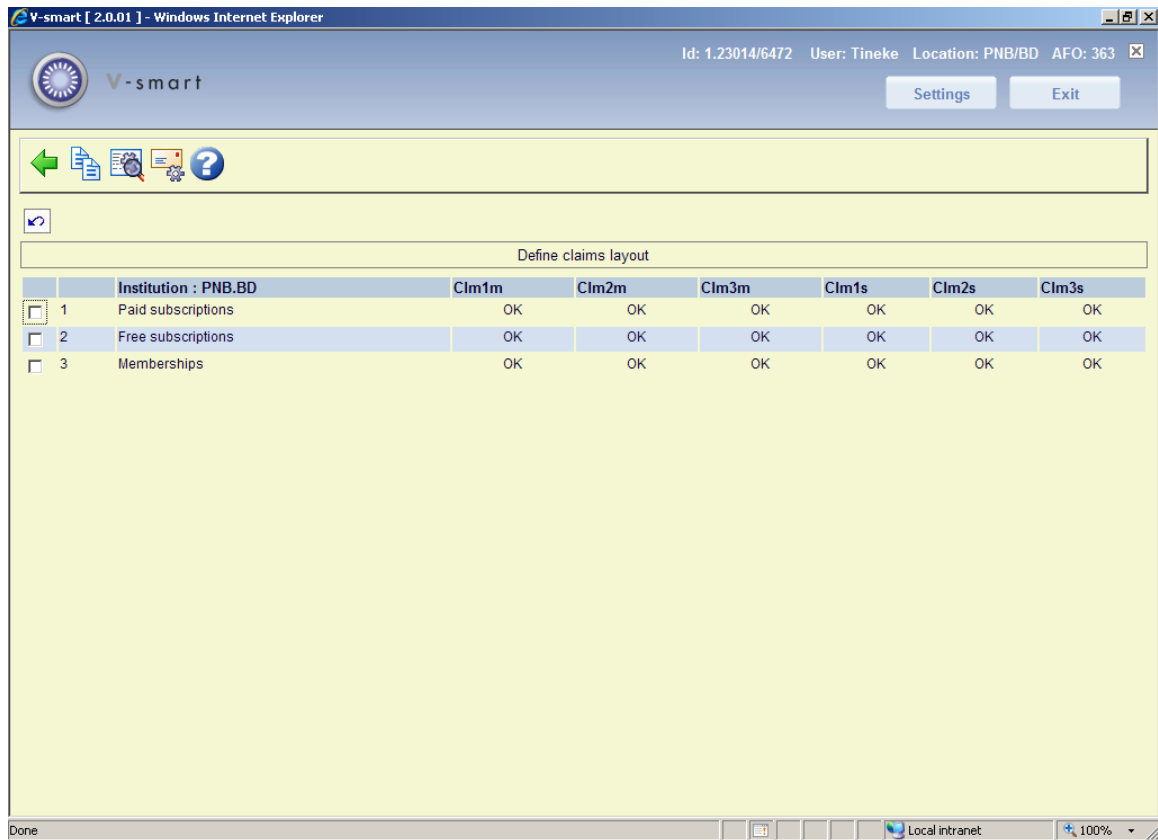 V-smart [ 2.0.01 ] - Windows Internet Explorer
Id: 1.23014/6472 User: Tineke Location: PNB/BD AFO: 363
V-smart
Settings Exit
Define claims layout
Institution : PNB.BD Clm1m Clm2m Clm3m Clm1s Clm2s Clm3s
1 Paid subscriptions OK OK OK OK OK OK
2 Free subscriptions OK OK OK OK OK OK
3 Memberships OK OK OK OK OK OK
Done Local intranet 100%